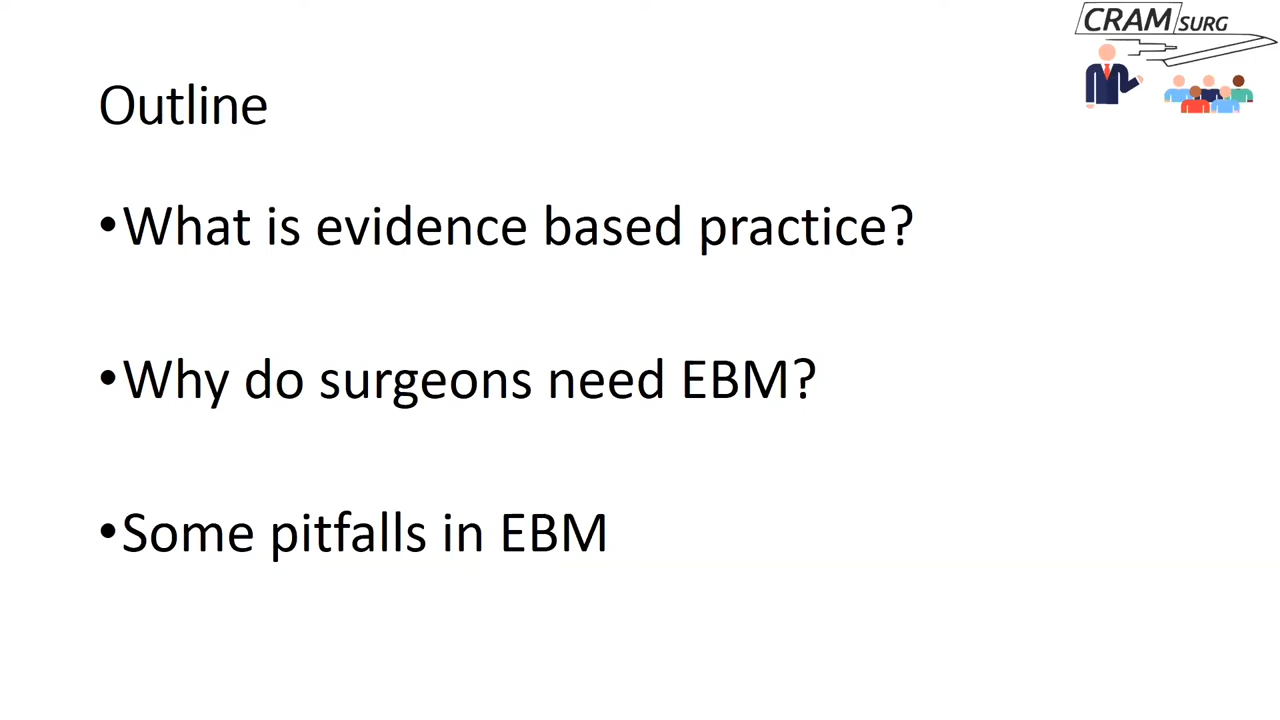 CRAM SURG
Outline
•What is evidence based practice?
•Why do surgeons need EBM?
•Some pitfalls in EBM